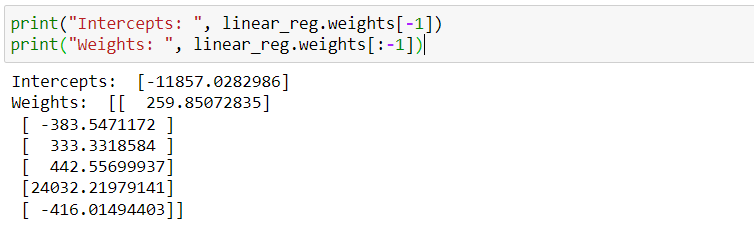 print("Intercepts: ", linear_reg.weights[-1])
print("Weights: ", linear_reg.weights[:-1])
Intercepts:  [-11857.0282986]
Weights:  [[  259.85072835]
 [ -383.5471172 ]
 [  333.3318584 ]
 [  442.55699937]
 [24032.21979141]
 [ -416.01494403]]